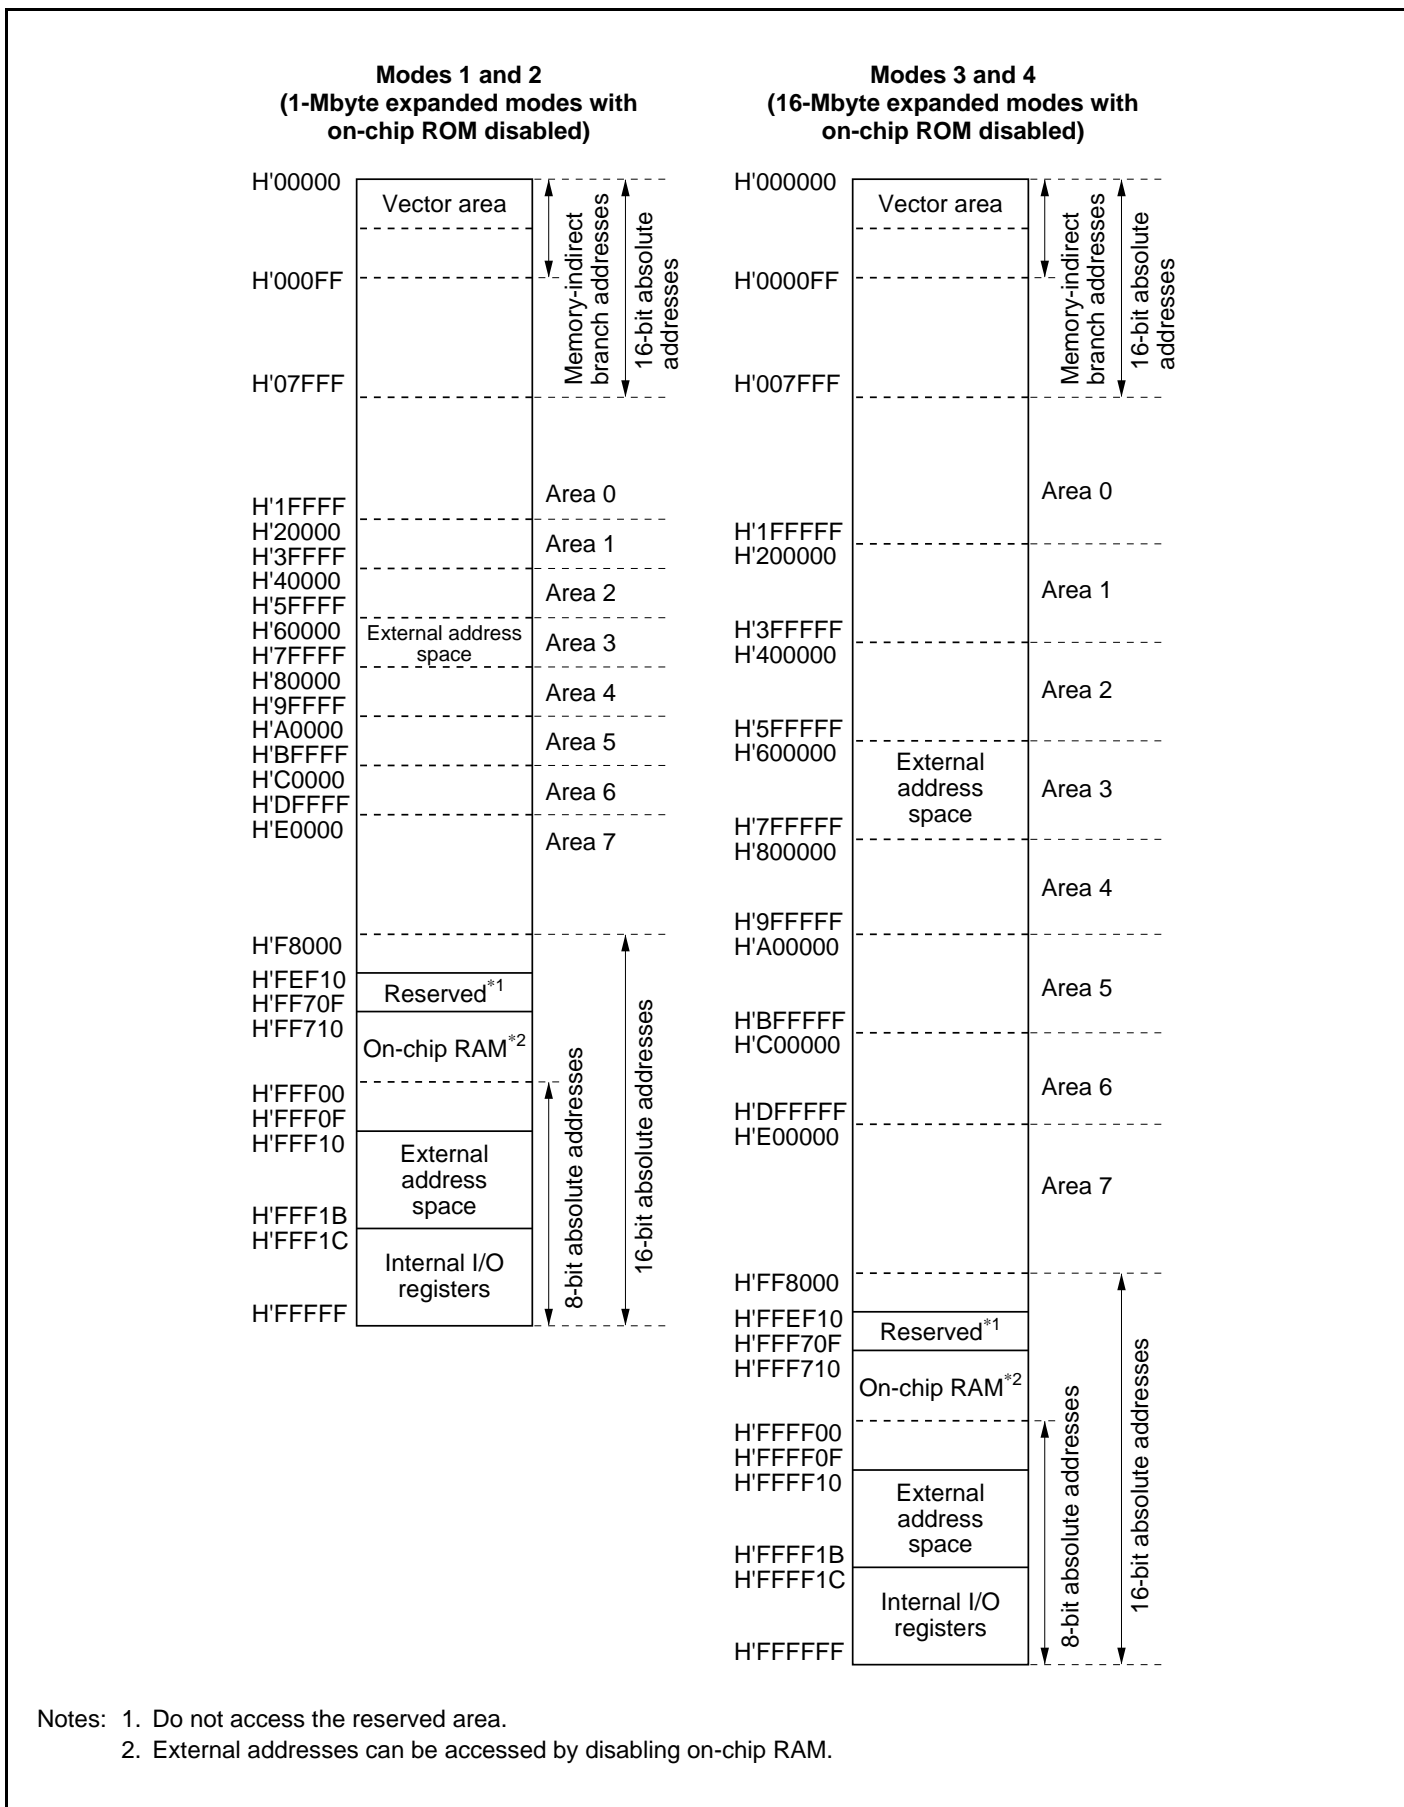 Modes 1 and 2
(1-Mbyte expanded modes with
on-chip ROM disabled)
H'00000
Vector area
H'000FF
H'07FFF
Memory-indirect
branch addresses
16-bit absolute
addresses
H'1FFFF
H'20000
H'3FFFF
H'40000
H'5FFFF
H'60000
H'7FFFF
H'80000
H'9FFFF
H'A0000
H'BFFFF
H'C0000
H'DFFFF
H'E0000
External address
space
Area 0
Area 1
Area 2
Area 3
Area 4
Area 5
Area 6
Area 7
H'F8000
H'FEF10
H'FF70F
H'FF710
H'FFF00
H'FFF0F
H'FFF10
H'FFF1B
H'FFF1C
H'FFFFF
Reserved*1
On-chip RAM*2
External
address
space
Internal I/O
registers
8-bit absolute addresses
16-bit absolute addresses
Modes 3 and 4
(16-Mbyte expanded modes with
on-chip ROM disabled)
H'000000
Vector area
H'0000FF
H'007FFF
Memory-indirect
branch addresses
16-bit absolute
addresses
H'1FFFFF
H'200000
H'3FFFFF
H'400000
H'5FFFFF
H'600000
H'7FFFFF
H'800000
H'9FFFFF
H'A00000
H'BFFFFF
H'C00000
H'DFFFFF
H'E00000
External
address
space
Area 0
Area 1
Area 2
Area 3
Area 4
Area 5
Area 6
Area 7
H'FF8000
H'FFEF10
H'FFF70F
H'FFF710
H'FFFF00
H'FFFF0F
H'FFFF10
H'FFFF1B
H'FFFF1C
H'FFFFFF
Reserved*1
On-chip RAM*2
External
address
space
Internal I/O
registers
8-bit absolute addresses
16-bit absolute addresses
Notes: 1. Do not access the reserved area.
2. External addresses can be accessed by disabling on-chip RAM.